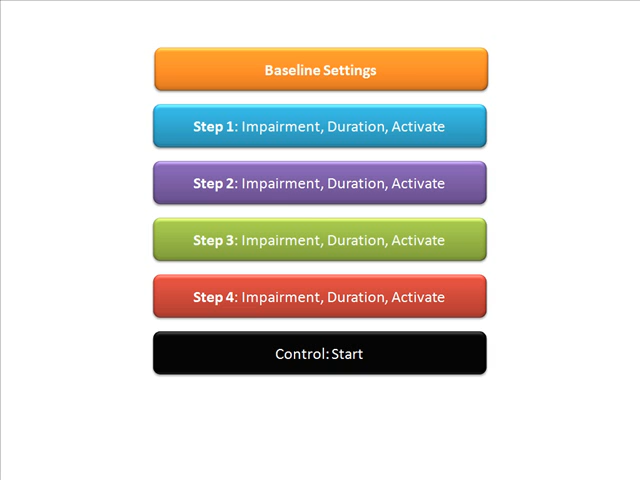 Baseline Settings
Step 1: Impairment, Duration, Activate
Step 2: Impairment, Duration, Activate
Step 3: Impairment, Duration, Activate
Step 4: Impairment, Duration, Activate
Control: Start